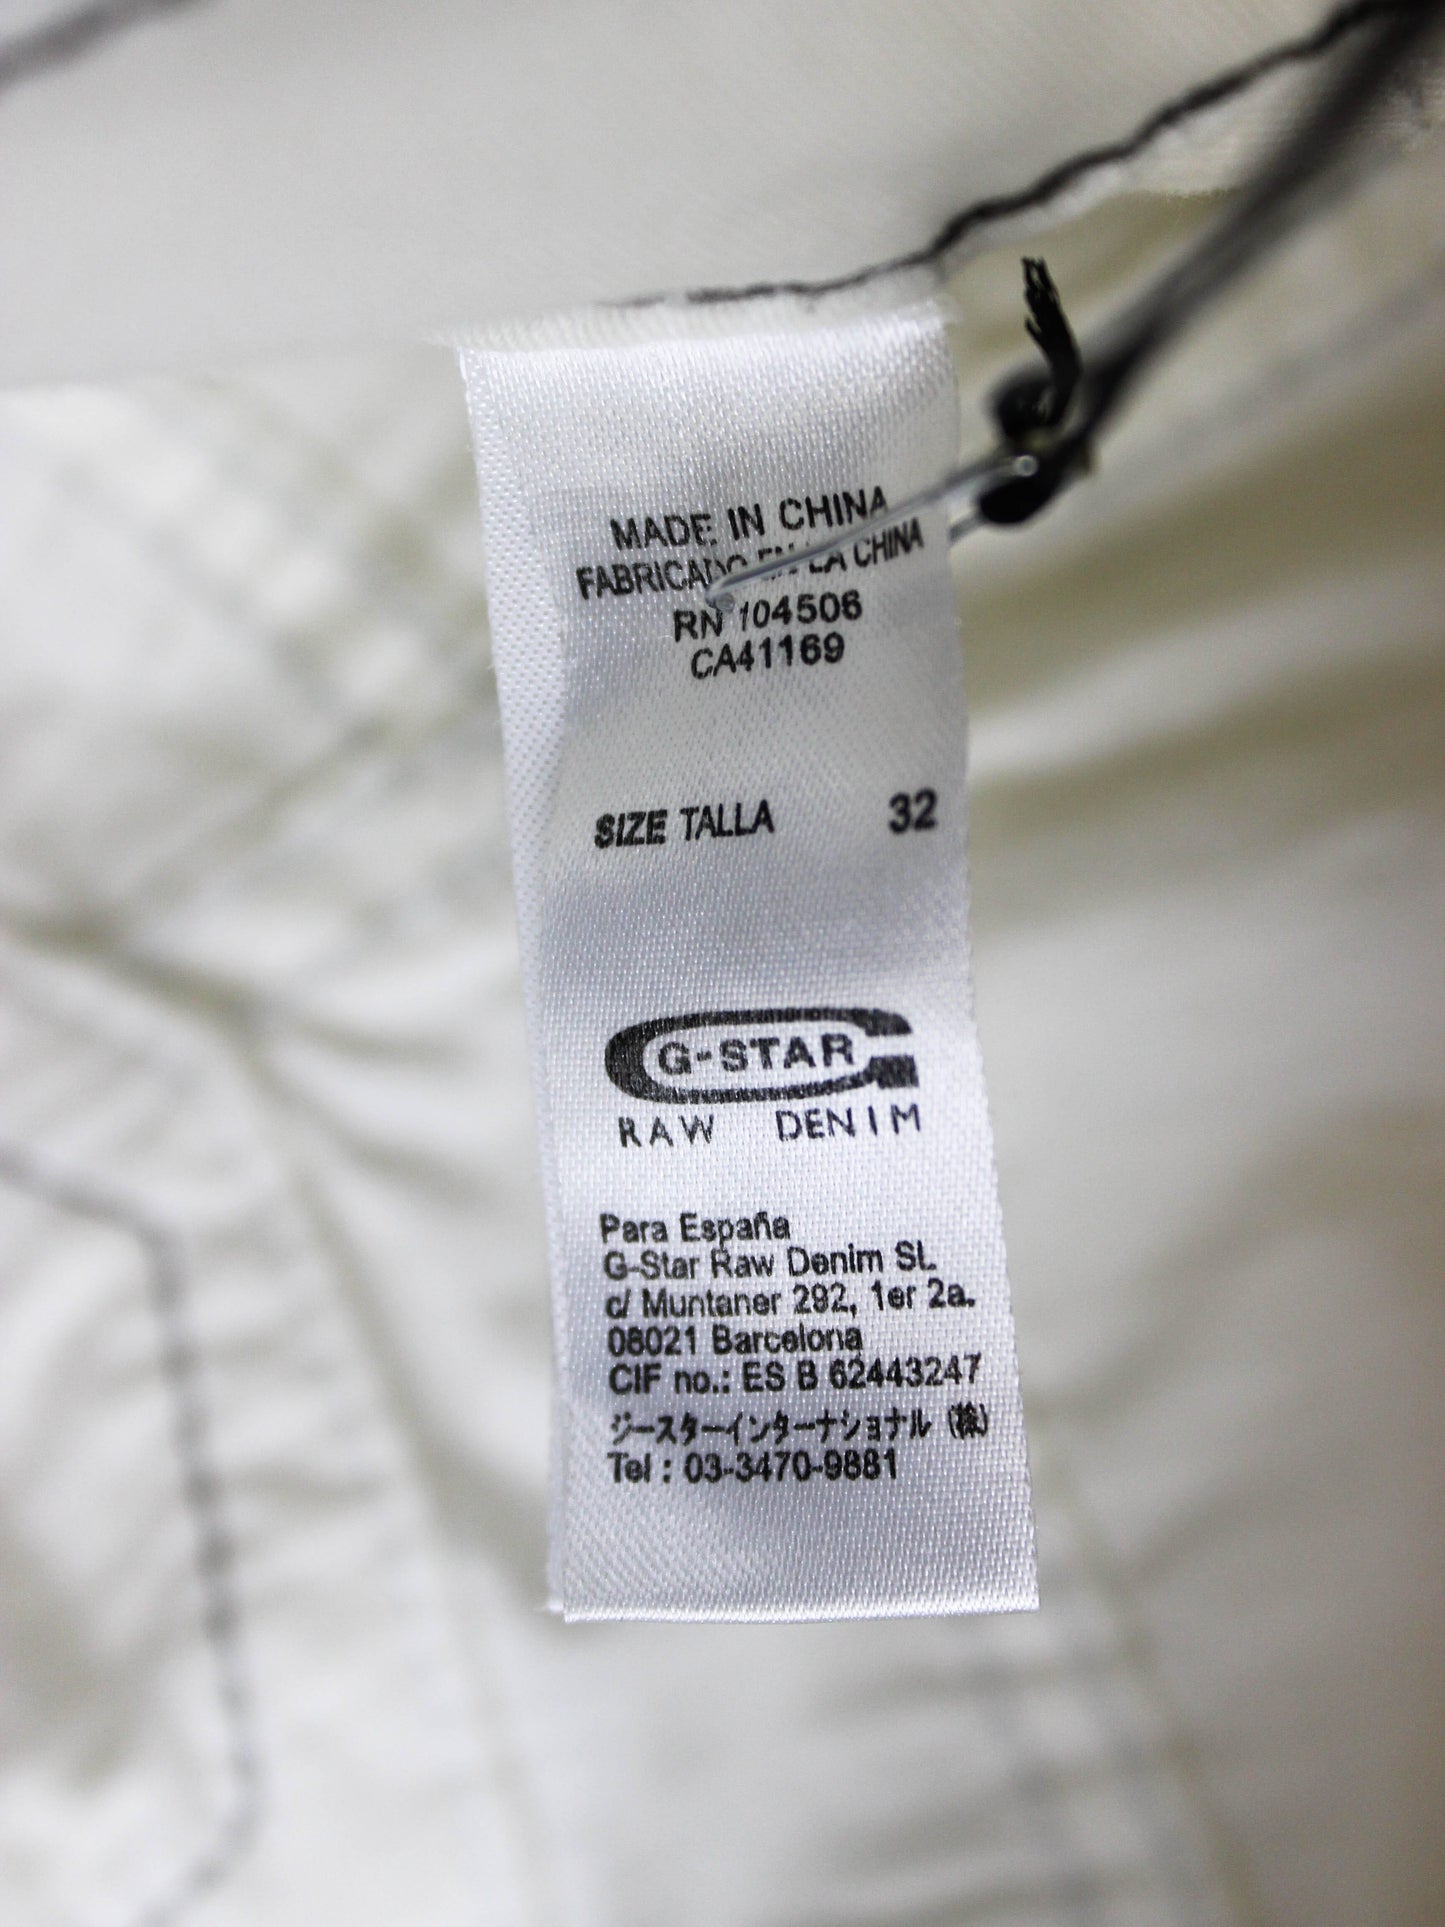 MADE IN CHINA
FABRICADO EN LA CHINA
RN 104506
CA41169
SIZE TALLA 32
G-STAR
RAW DENIM
Para España
G-Star Raw Denim SL
c/ Muntaner 292, 1er 2a.
08021 Barcelona
CIF no.: ES B 62443247
ジースターインターナショナル (株)
Tel : 03-3470-9881